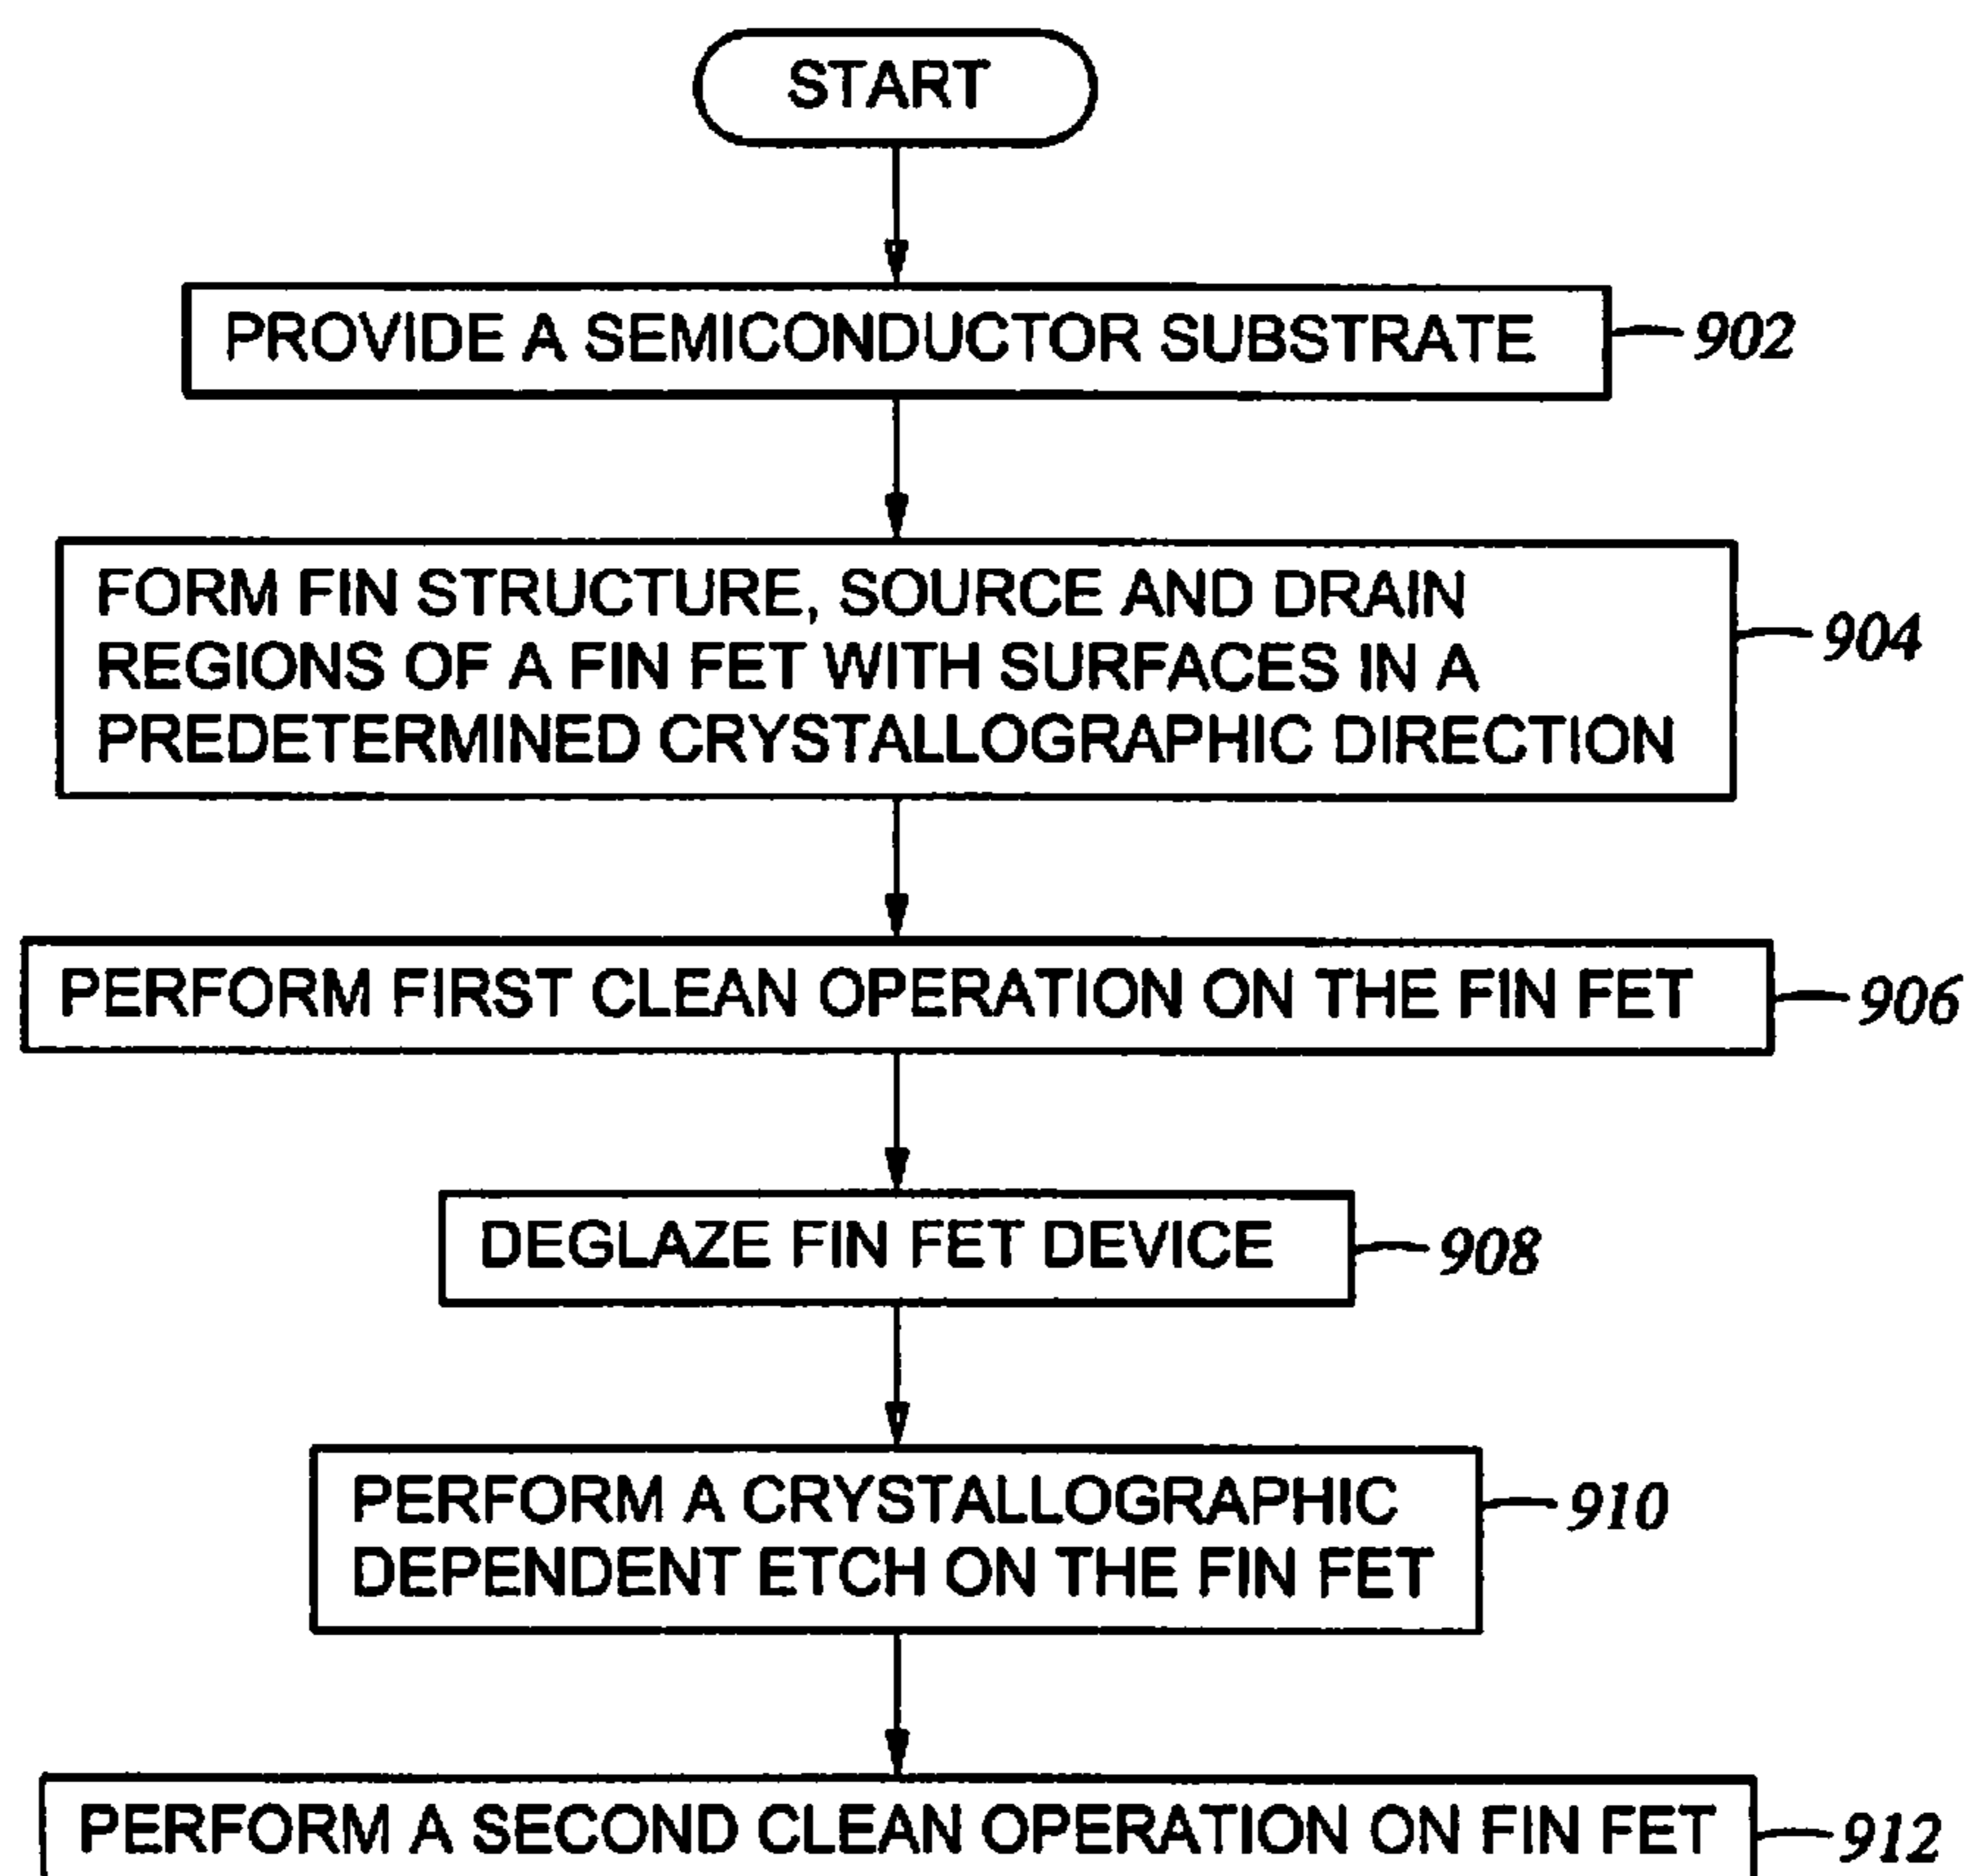 START
PROVIDE A SEMICONDUCTOR SUBSTRATE
902
FORM FIN STRUCTURE, SOURCE AND DRAIN
REGIONS OF A FIN FET WITH SURFACES IN A
PREDETERMINED CRYSTALLOGRAPHIC DIRECTION
904
PERFORM FIRST CLEAN OPERATION ON THE FIN FET
906
DEGLAZE FIN FET DEVICE
908
PERFORM A CRYSTALLOGRAPHIC
DEPENDENT ETCH ON THE FIN FET
910
PERFORM A SECOND CLEAN OPERATION ON FIN FET
912